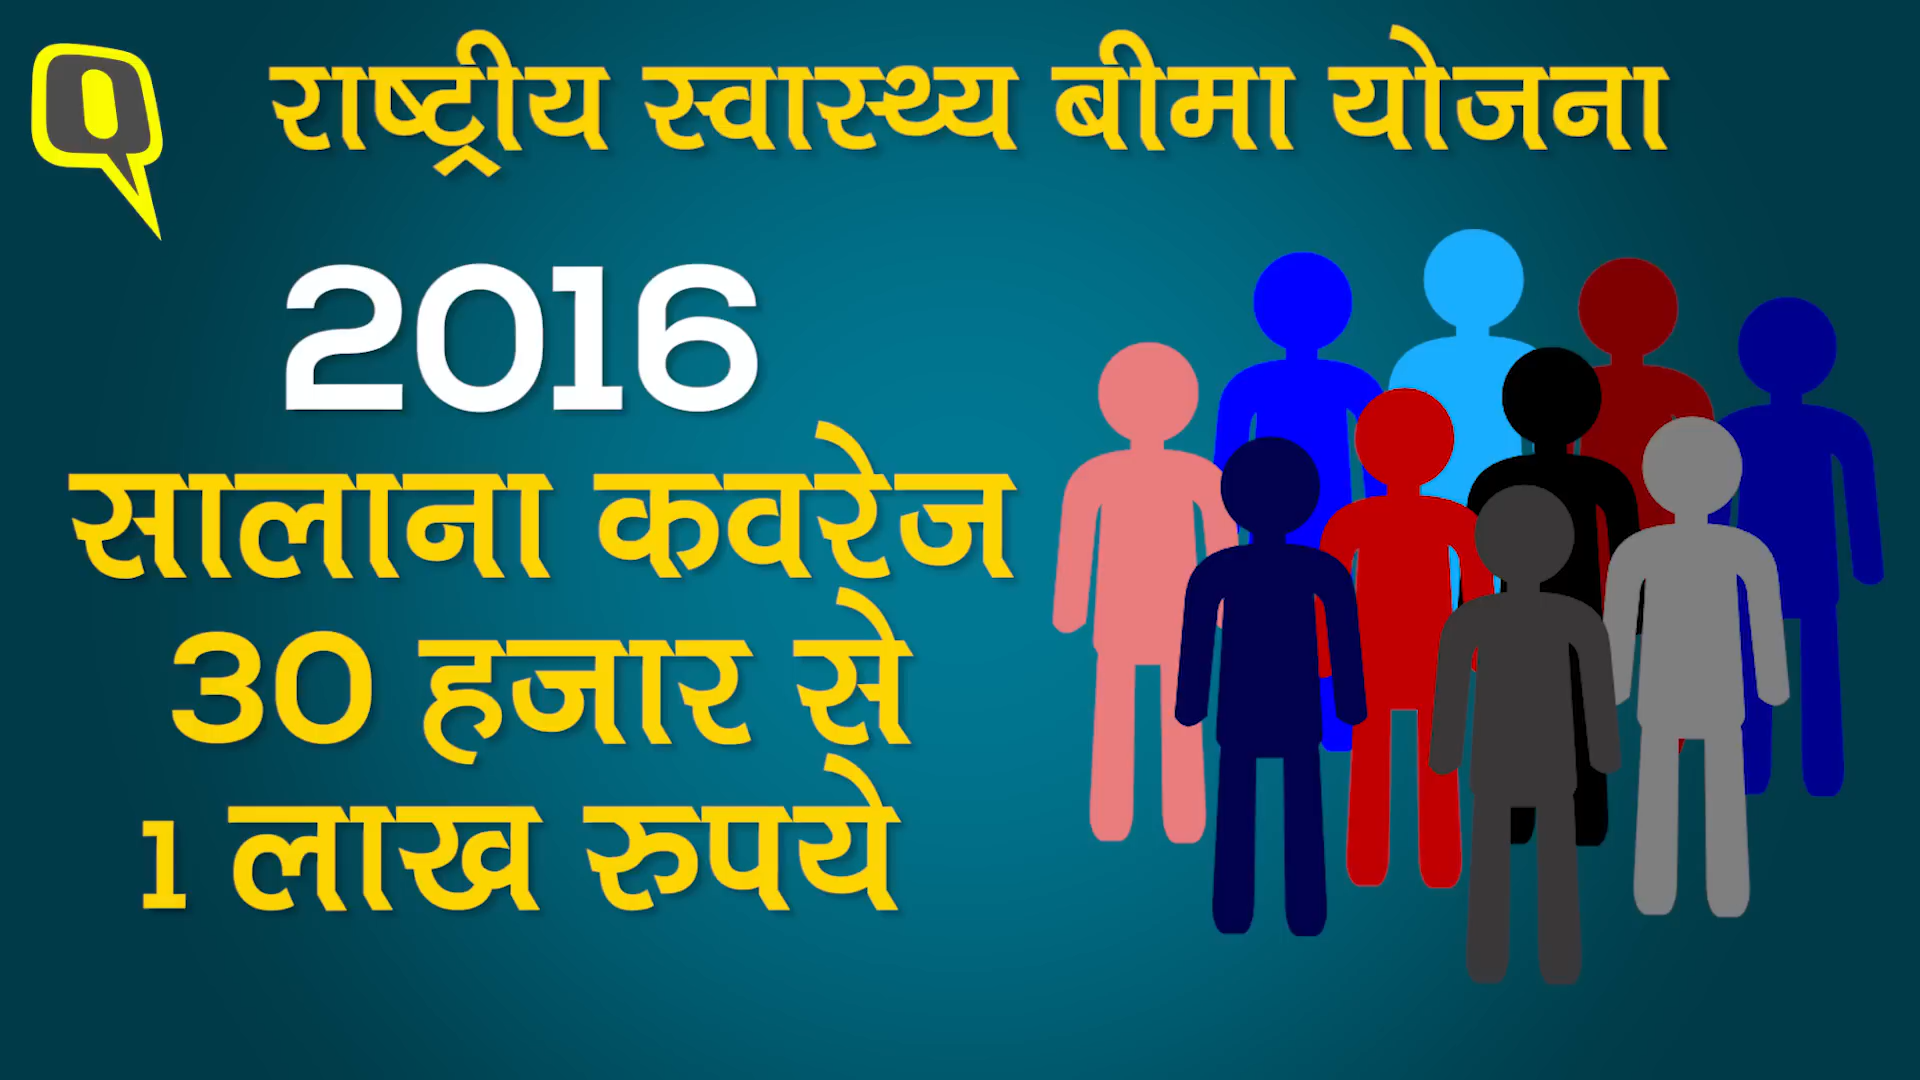 राष्ट्रीय स्वास्थ्य बीमा योजना
2016
सालाना कवरेज
30 हजार से
1 लाख रुपये